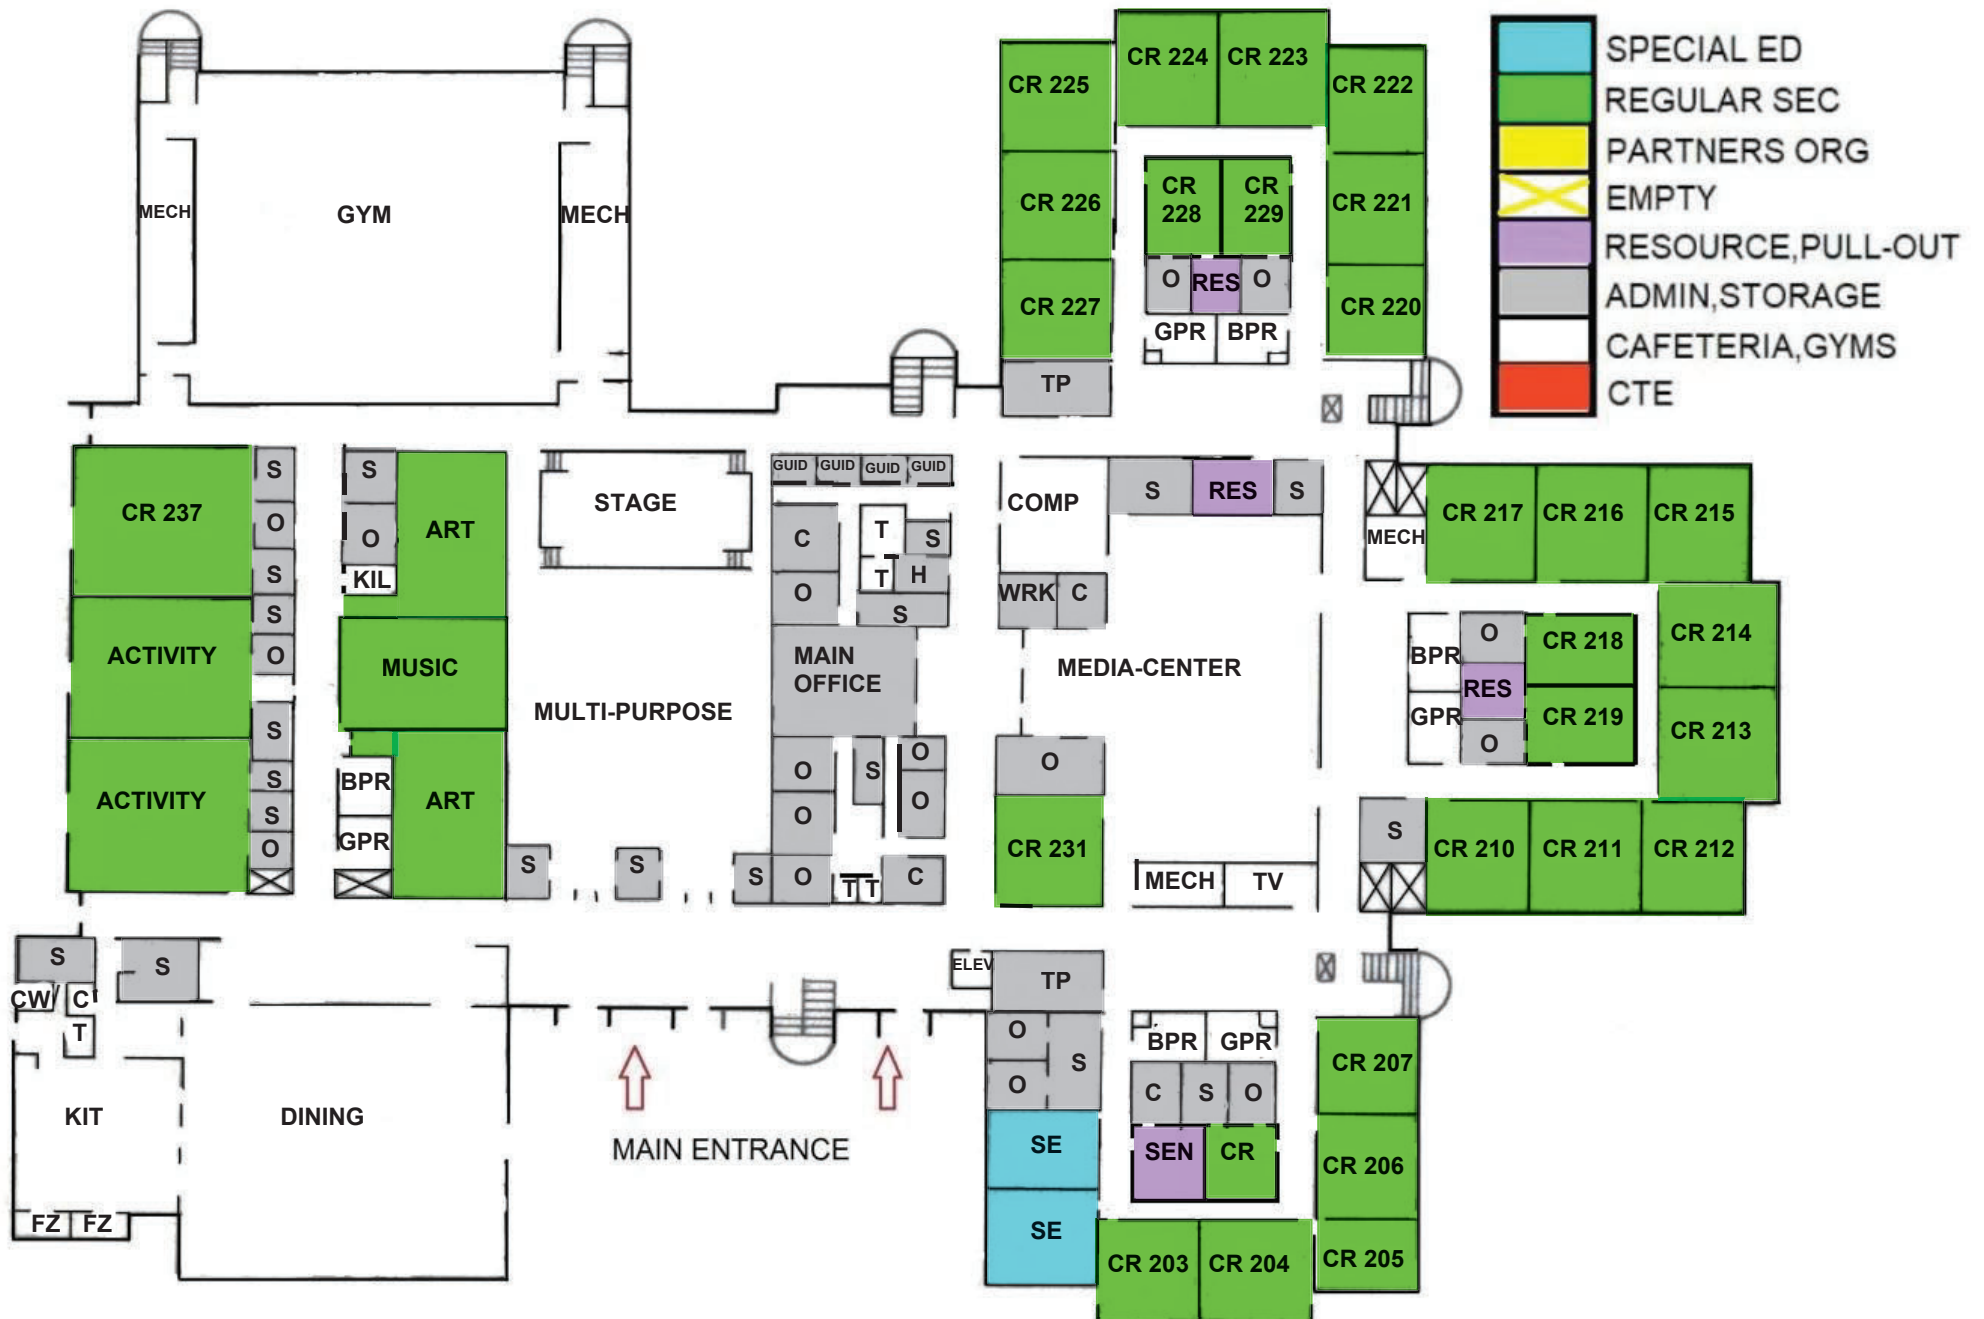 CR 224
CR 223
CR 225
CR 222
SPECIAL ED
REGULAR SEC
PARTNERS ORG
EMPTY
RESOURCE,PULL-OUT
ADMIN,STORAGE
CAFETERIA,GYMS
CTE
MECH
GYM
MECH
CR 226
CR
228
CR
229
CR 221
CR 227
O
RES
O
CR 220
GPR
BPR
TP
CR 237
S
O
S
S
O
S
O
KIL
ART
STAGE
GUID
GUID
GUID
GUID
C
T
S
O
T
H
S
COMP
S
RES
S
WRK
C
MECH
CR 217
CR 216
CR 215
ACTIVITY
MUSIC
MULTI-PURPOSE
MAIN
OFFICE
MEDIA-CENTER
BPR
O
CR 218
CR 214
RES
GPR
O
CR 219
CR 213
ACTIVITY
S
S
S
O
BPR
GPR
ART
S
S
S
O
O
O
S
O
O
T
T
C
O
CR 231
MECH
TV
S
CR 210
CR 211
CR 212
S
S
CW
C
T
KIT
DINING
FZ
FZ
MAIN ENTRANCE
ELEV
TP
O
S
O
BPR
GPR
C
S
O
SE
SEN
CR
SE
CR 207
CR 206
CR 203
CR 204
CR 205